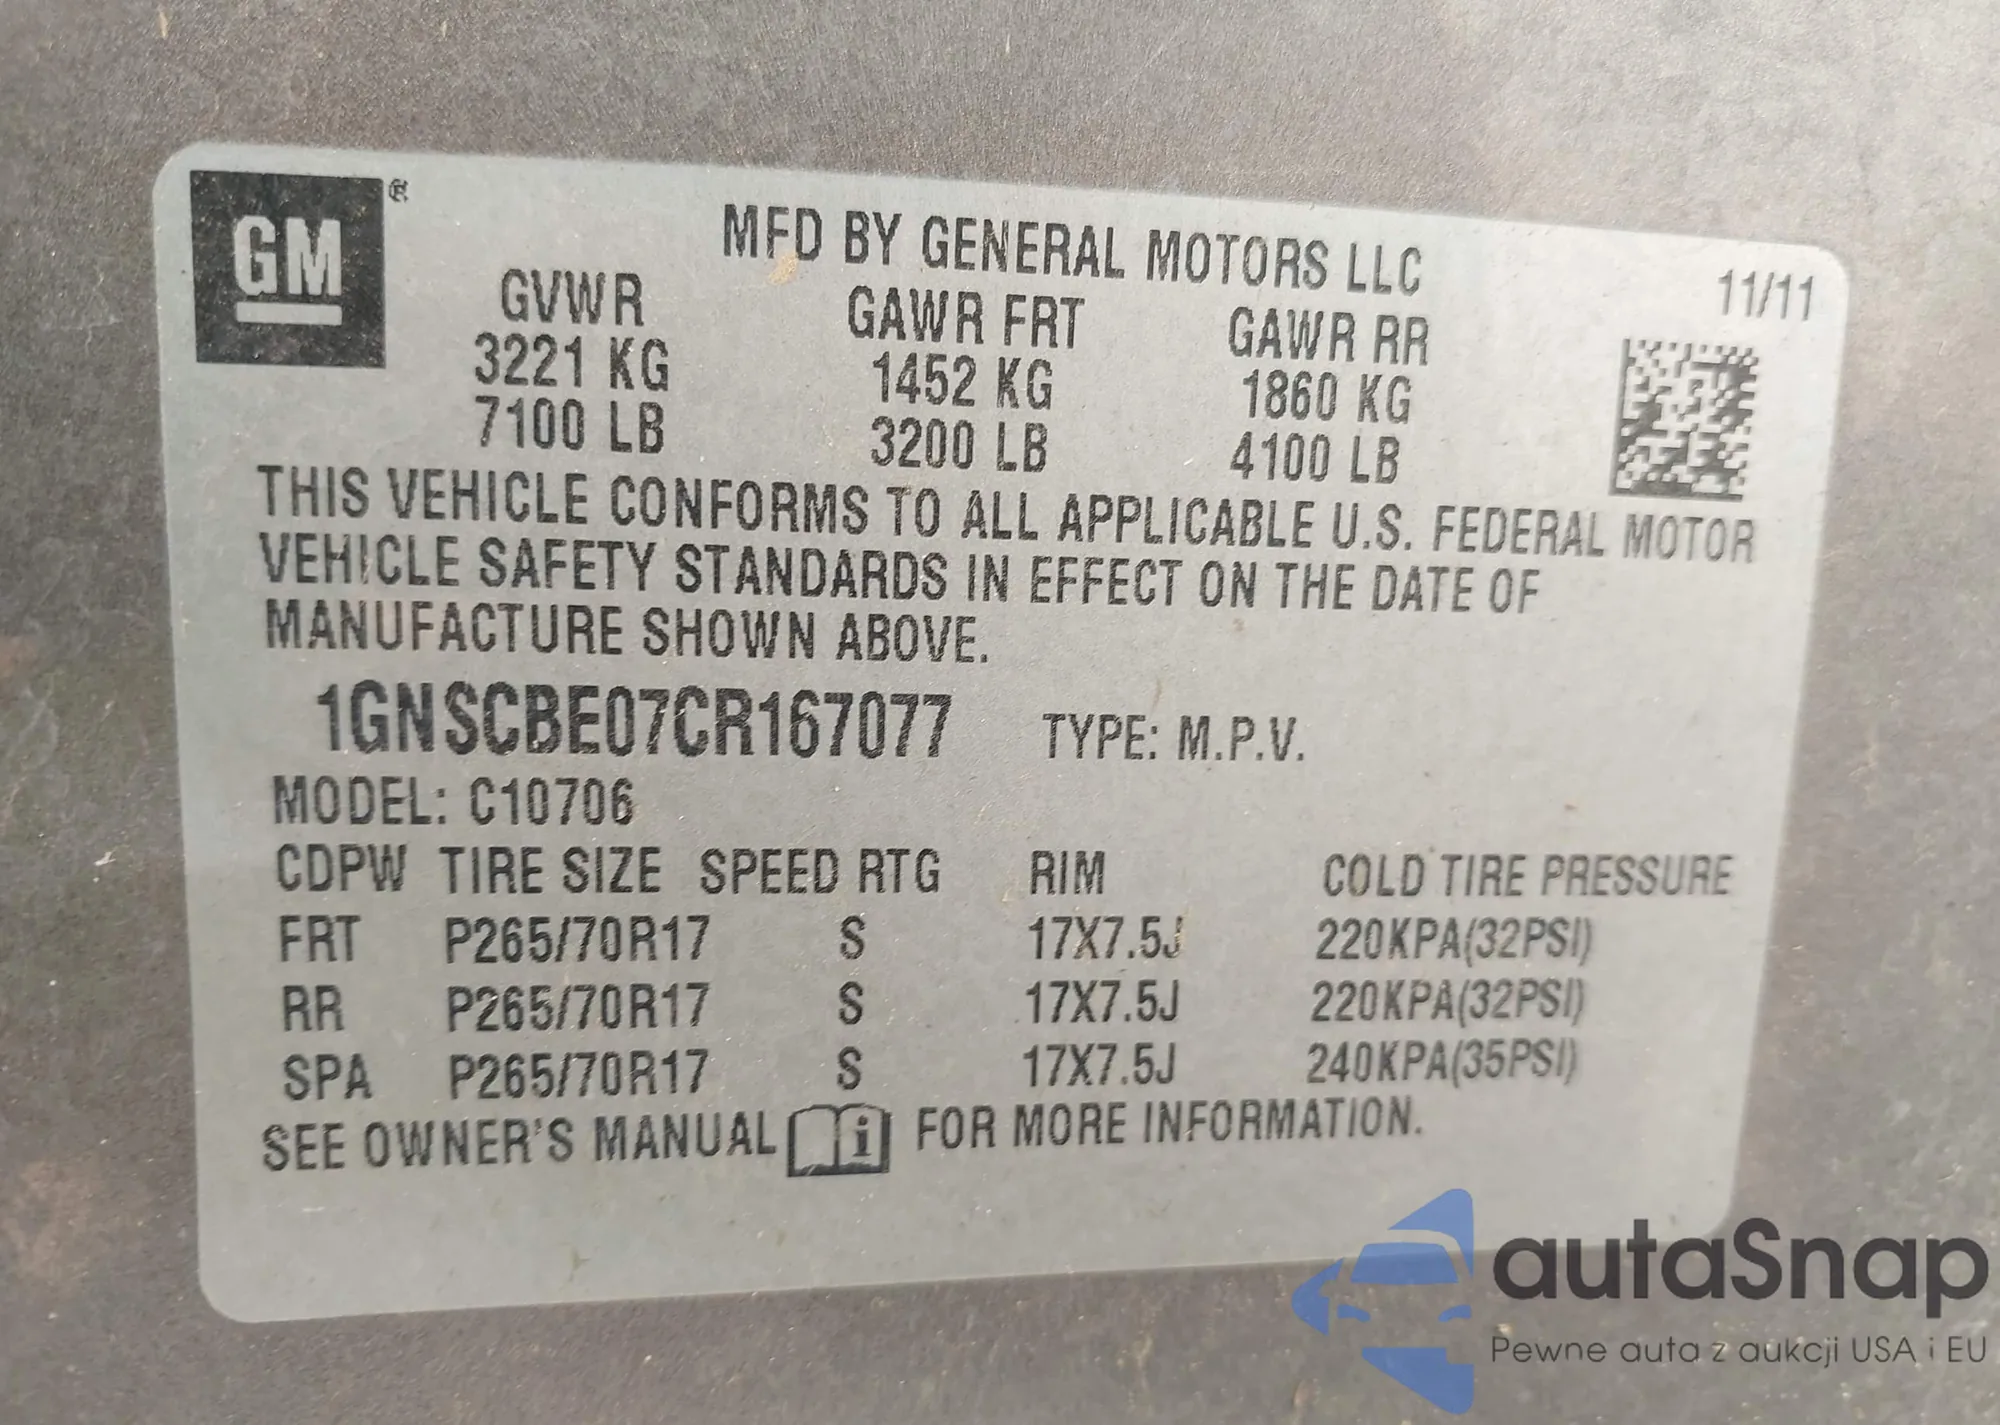 GM®
MFD BY GENERAL MOTORS LLC
11/11
GVWR GAWR FRT GAWR RR
3221 KG 1452 KG 1860 KG
7100 LB 3200 LB 4100 LB
THIS VEHICLE CONFORMS TO ALL APPLICABLE U.S. FEDERAL MOTOR
VEHICLE SAFETY STANDARDS IN EFFECT ON THE DATE OF
MANUFACTURE SHOWN ABOVE.
1GNSCBE07CR167077 TYPE: M.P.V.
MODEL: C10706
CDPW TIRE SIZE SPEED RTG RIM COLD TIRE PRESSURE
FRT P265/70R17 S 17X7.5J 220KPA(32PSI)
RR P265/70R17 S 17X7.5J 220KPA(32PSI)
SPA P265/70R17 S 17X7.5J 240KPA(35PSI)
SEE OWNER'S MANUAL i FOR MORE INFORMATION.
autaSnap
Pewne auta z aukcji USA i EU